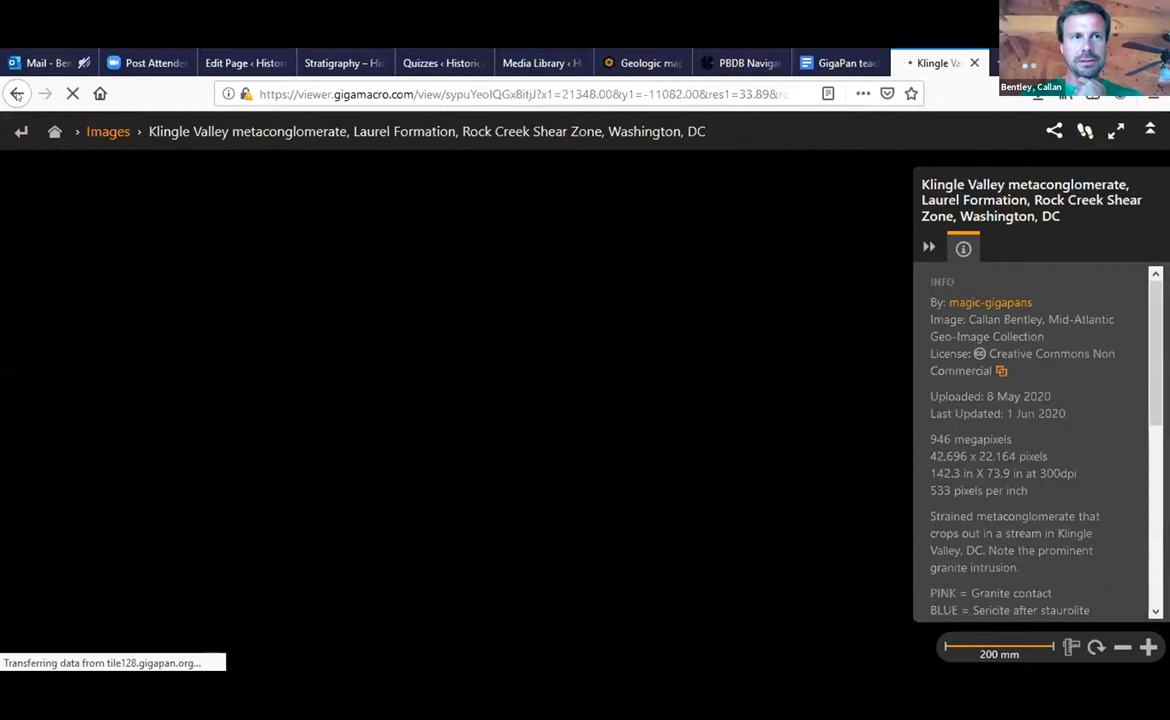 Mail - Ben
Post Attende
Edit Page ‹ Histor
Stratigraphy – His
Quizzes ‹ Historica
Media Library ‹ Hi
Geologic map
PBDB Navigat
GigaPan teac
Klingle Va
Bentley, Callan
https://viewer.gigamacro.com/view/sypuYeoIQGx8itjJ?x1=21348.00&y1=-11082.00&res1=33.89&
Images › Klingle Valley metaconglomerate, Laurel Formation, Rock Creek Shear Zone, Washington, DC
Klingle Valley metaconglomerate,
Laurel Formation, Rock Creek Shear
Zone, Washington, DC
INFO
By: magic-gigapans
Image: Callan Bentley, Mid-Atlantic
Geo-Image Collection
License: Creative Commons Non
Commercial
Uploaded: 8 May 2020
Last Updated: 1 Jun 2020
946 megapixels
42,696 x 22.164 pixels
142.3 in X 73.9 in at 300dpi
533 pixels per inch
Strained metaconglomerate that
crops out in a stream in Klingle
Valley, DC. Note the prominent
granite intrusion.
PINK = Granite contact
BLUE = Sericite after staurolite
200 mm
Transferring data from tile128.gigapan.org...